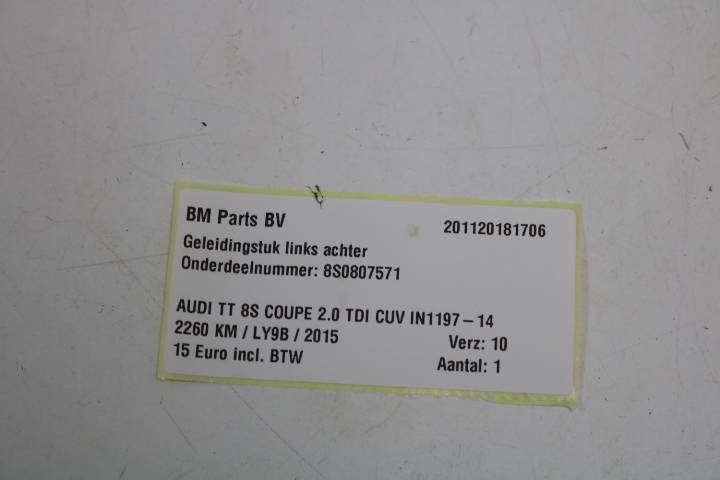 BM Parts BV 201120181706
Geleidingstuk links achter
Onderdeelnummer: 8S0807571
AUDI TT 8S COUPE 2.0 TDI CUV IN1197-14
2260 KM / LY9B / 2015 Verz: 10
15 Euro incl. BTW Aantal: 1